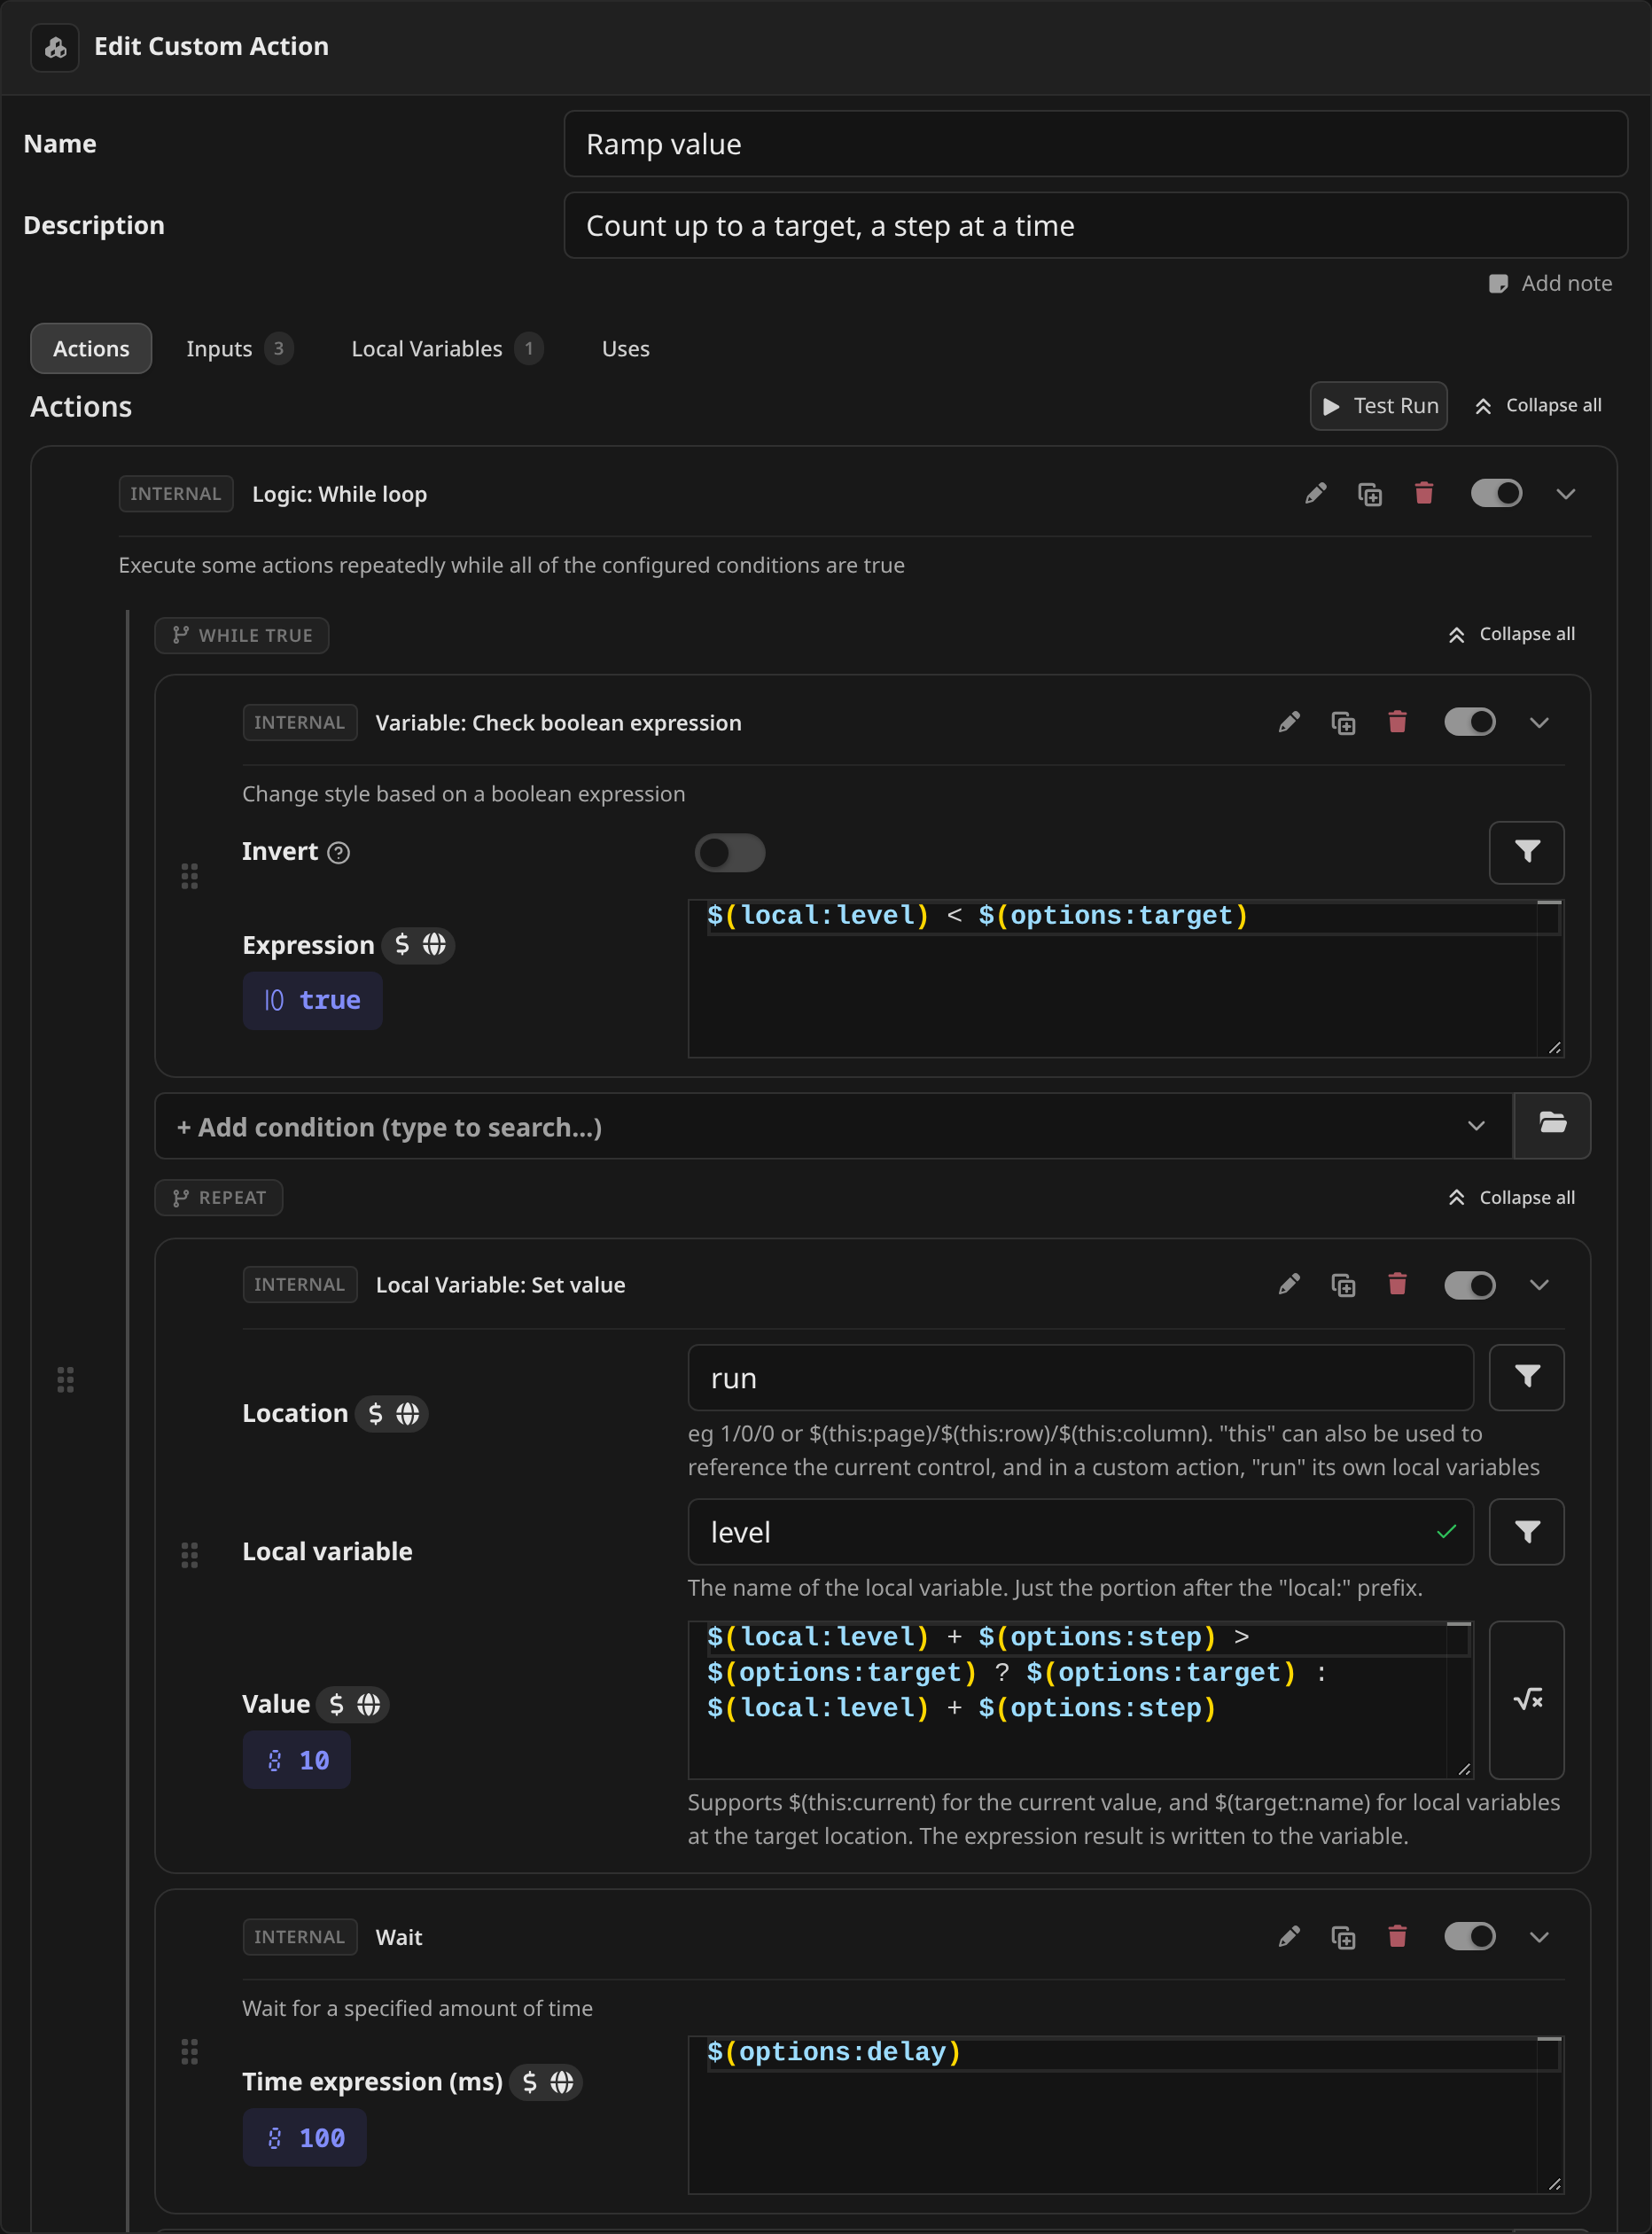 Edit Custom Action
Name
Ramp value
Description
Count up to a target, a step at a time
Add note
Actions
Inputs 3
Local Variables 1
Uses
Actions
Test Run
Collapse all
INTERNAL Logic: While loop
Execute some actions repeatedly while all of the configured conditions are true
WHILE TRUE
Collapse all
INTERNAL Variable: Check boolean expression
Change style based on a boolean expression
Invert
$(local:level) < $(options:target)
Expression $
true
+ Add condition (type to search...)
REPEAT
Collapse all
INTERNAL Local Variable: Set value
Location $
run
eg 1/0/0 or $(this:page)/$(this:row)/$(this:column). "this" can also be used to
reference the current control, and in a custom action, "run" its own local variables
Local variable
level
The name of the local variable. Just the portion after the "local:" prefix.
Value $
$(local:level) + $(options:step) >
$(options:target) ? $(options:target) :
$(local:level) + $(options:step)
10
Supports $(this:current) for the current value, and $(target:name) for local variables
at the target location. The expression result is written to the variable.
INTERNAL Wait
Wait for a specified amount of time
$(options:delay)
Time expression (ms) $
100